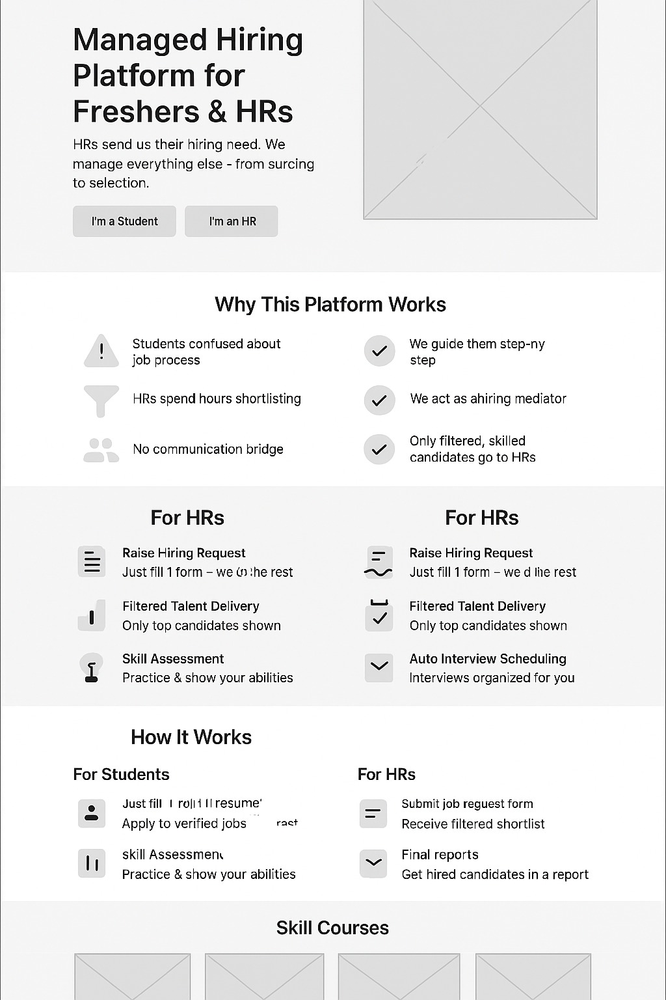 Managed Hiring
Platform for
Freshers & HRs
HRs send us their hiring need. We
manage everything else - from surcing
to selection.
I'm a Student
I'm an HR
Why This Platform Works
Students confused about
job process
We guide them step-ny
step
HRs spend hours shortlisting
We act as ahiring mediator
No communication bridge
Only filtered, skilled
candidates go to HRs
For HRs
Raise Hiring Request
Just fill 1 form – we he rest
Filtered Talent Delivery
Only top candidates shown
Skill Assessment
Practice & show your abilities
For HRs
Raise Hiring Request
Just fill 1 form – we d rest
Filtered Talent Delivery
Only top candidates shown
Auto Interview Scheduling
Interviews organized for you
How It Works
For Students
Just fill resume'
Apply to verified jobs
skill
Practice & show your abilities
For HRs
Submit job reguest form
Receive filtered shortlist
Final reports
Get hired candidates in a report
Skill Courses